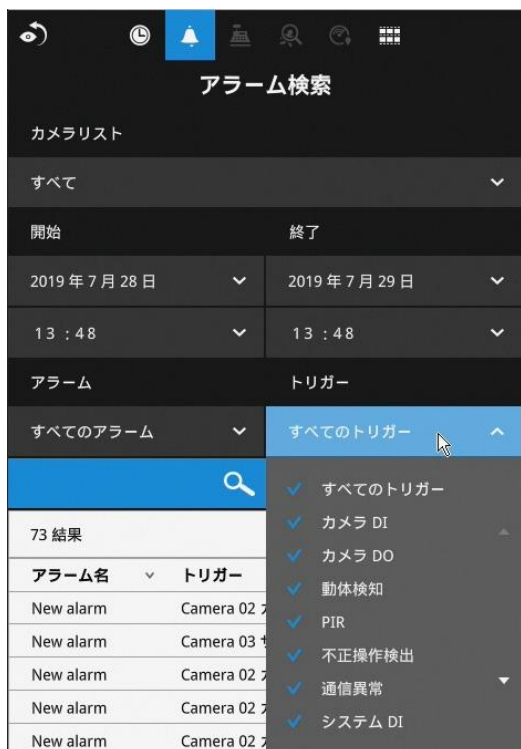 アラーム検索
カメラリスト
すべて
開始 終了
2019 年 7 月 28 日 2019 年 7 月 29 日
13 : 48 13 : 48
アラーム トリガー
すべてのアラーム すべてのトリガー
すべてのトリガー
カメラ DI
カメラ DO
動体検知
PIR
不正操作検出
通信異常
システム DI
73 結果
アラーム名 トリガー
New alarm Camera 02
New alarm Camera 03
New alarm Camera 02
New alarm Camera 02
New alarm Camera 02